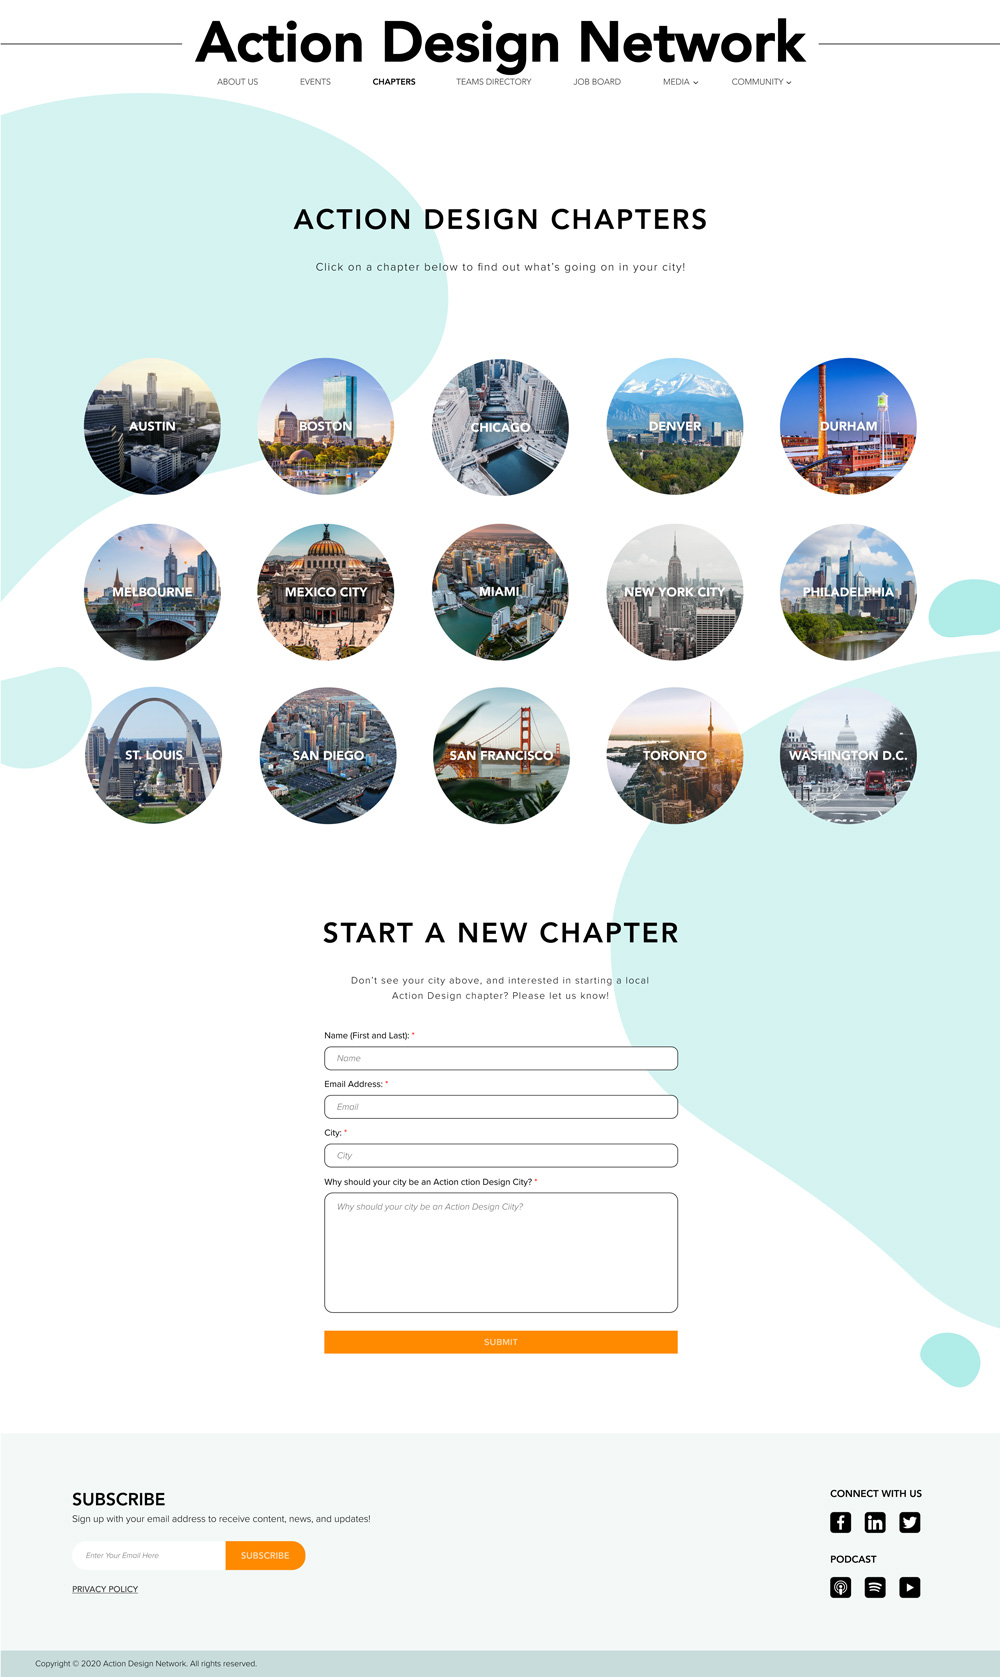 Action Design Network
ABOUT US EVENTS CHAPTERS TEAMS DIRECTORY JOB BOARD MEDIA COMMUNITY
ACTION DESIGN CHAPTERS
Click on a chapter below to find out what's going on in your city!
AUSTIN BOSTON CHICAGO DENVER DURHAM
MELBOURNE MEXICO CITY MIAMI NEW YORK CITY PHILADELPHIA
ST. LOUIS SAN DIEGO SAN FRANCISCO TORONTO WASHINGTON D.C.
START A NEW CHAPTER
Don't see your city above, and interested in starting a local
Action Design chapter? Please let us know!
Name (First and Last): *
Name
Email Address: *
Email
City: *
City
Why should your city be an Action ction Design City? *
Why should your city be an Action Design Ciity?
SUBMIT
SUBSCRIBE
Sign up with your email address to receive content, news, and updates!
Enter Your Email Here SUBSCRIBE
PRIVACY POLICY
CONNECT WITH US
PODCAST
Copyright © 2020 Action Design Network. All rights reserved.